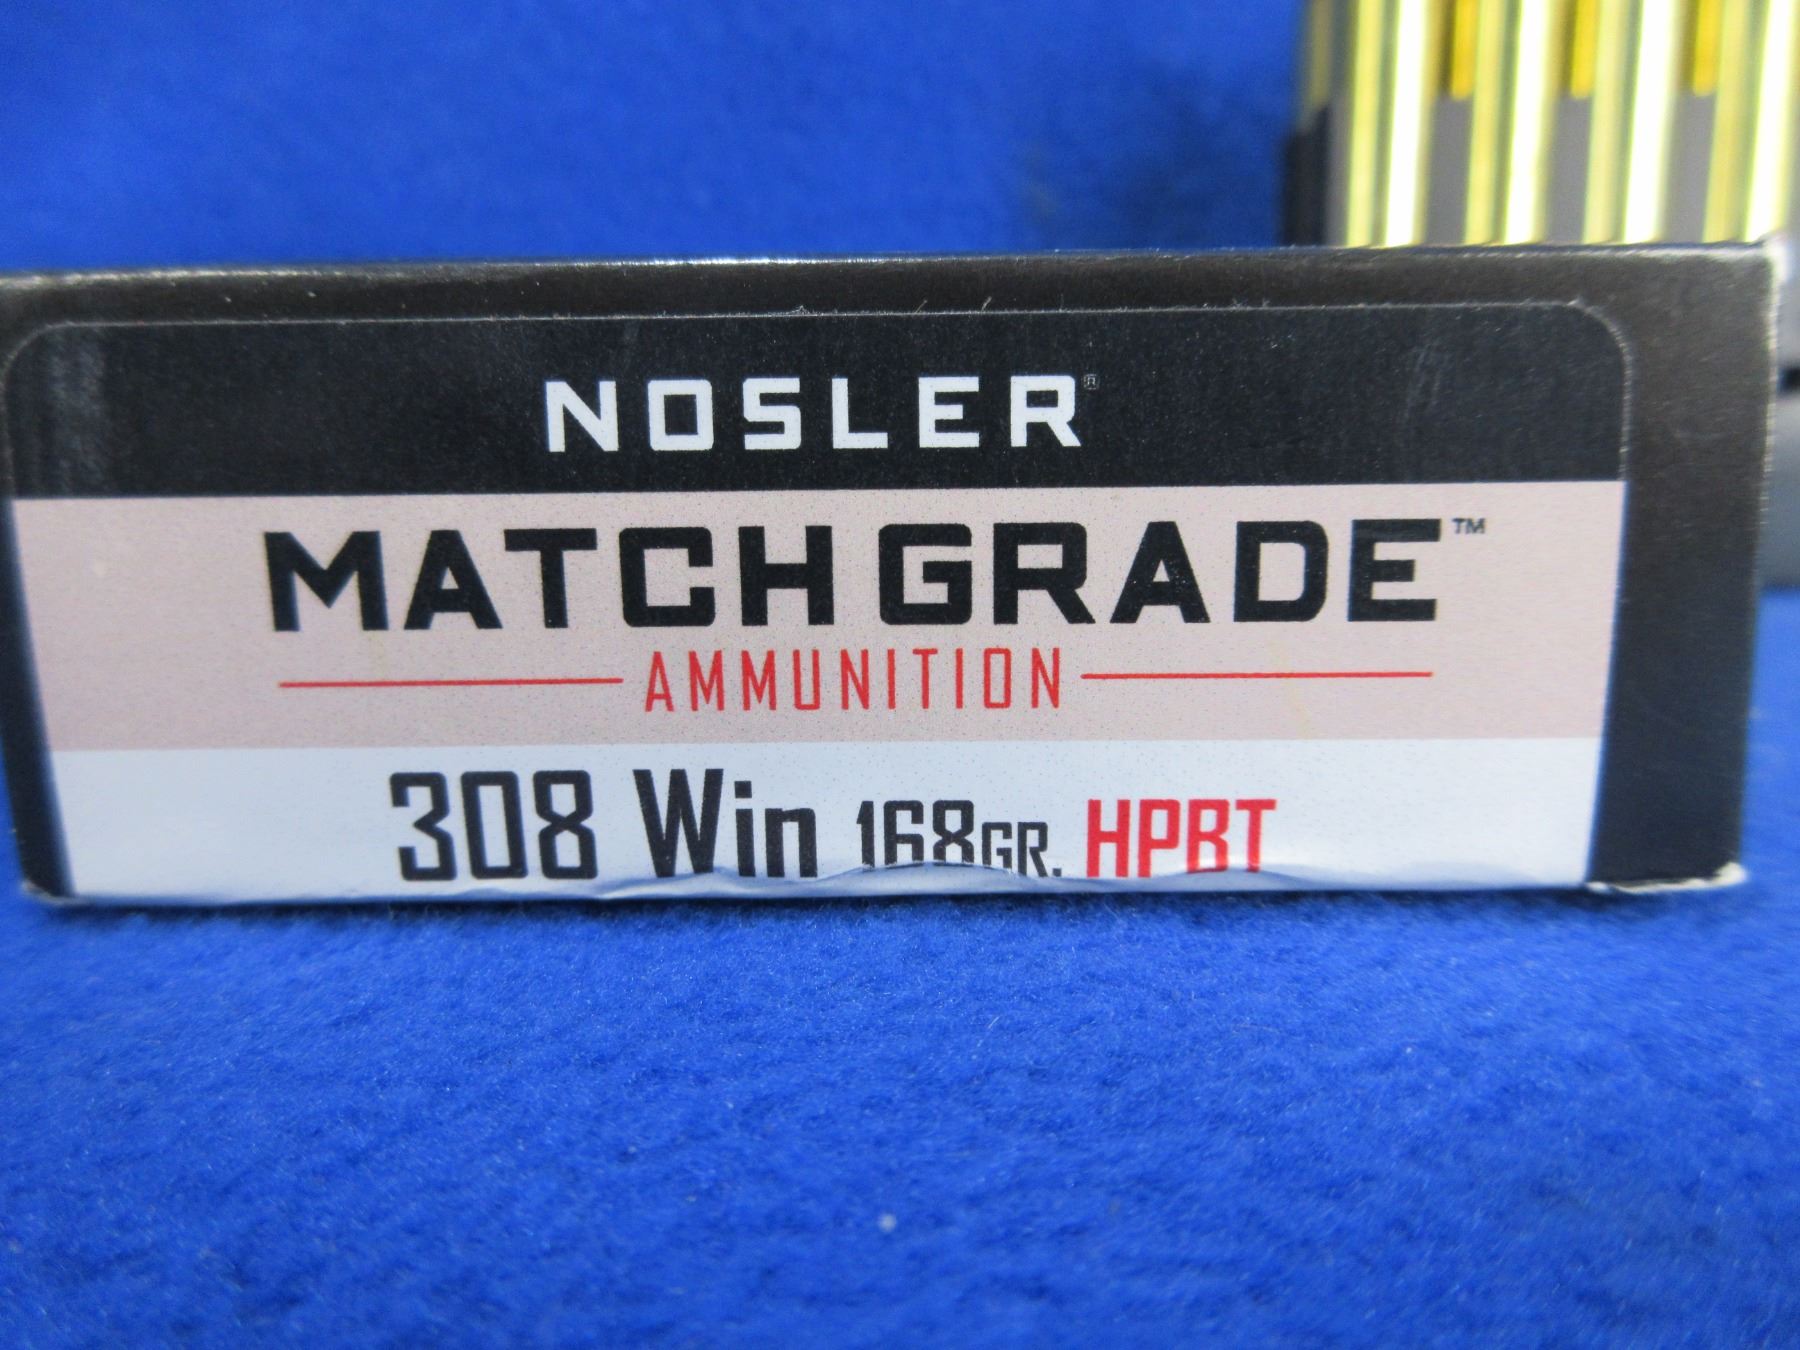 NOSLER®
MATCH GRADE™
AMMUNITION
308 Win 168GR. HPBT